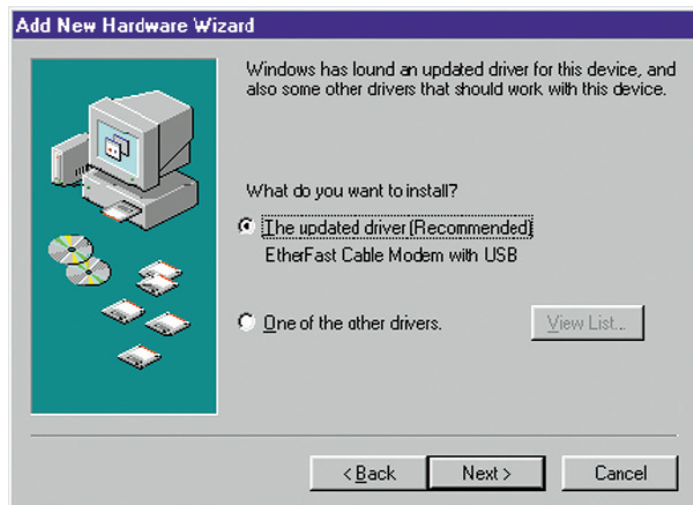 Add New Hardware Wizard
Windows has lound an updated driver for this device, and
also some other drivers that should work with this device.
What do you want to install?
The updated driver (Recommended)
EtherFast Cable Modem with USB
One of the other drivers.
View List...
< Back
Next >
Cancel